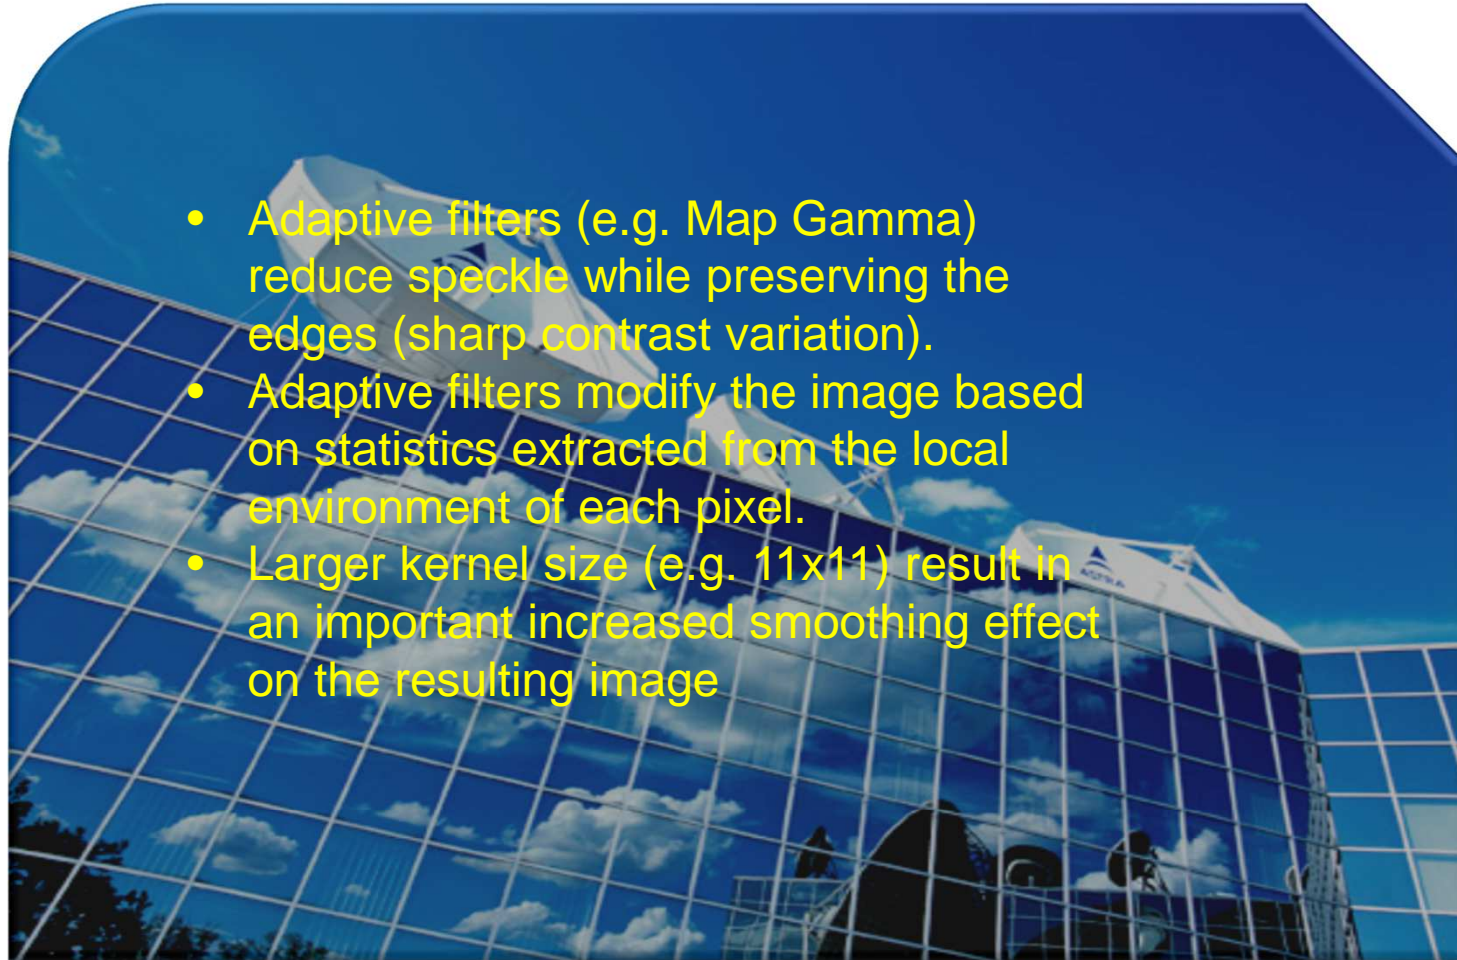 • Adaptive filters (e.g. Map Gamma)
reduce speckle while preserving the
edges (sharp contrast variation).
• Adaptive filters modify the image based
on statistics extracted from the local
environment of each pixel.
• Larger kernel size (e.g. 11x11) result in
an important increased smoothing effect
on the resulting image
ASTRA